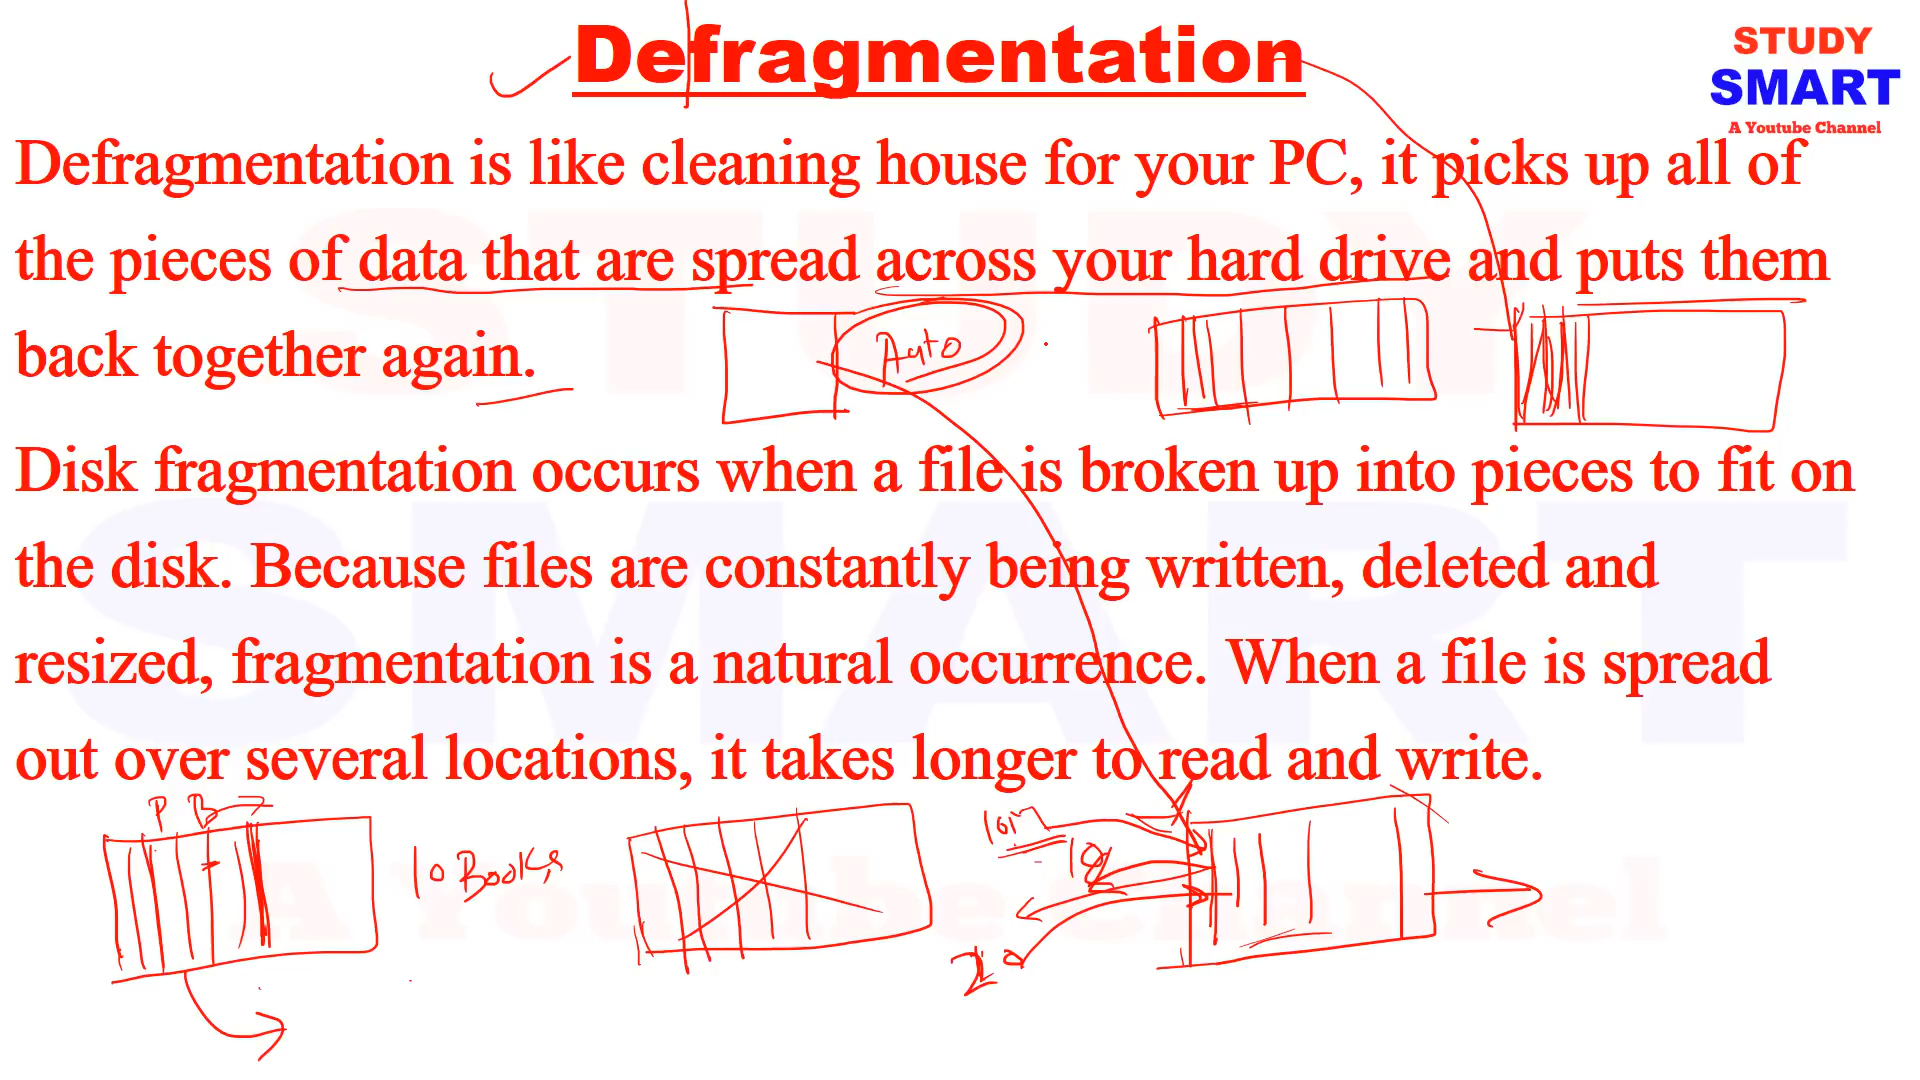 Defragmentation
STUDY
SMART
A Youtube Channel
Defragmentation is like cleaning house for your PC, it picks up all of
the pieces of data that are spread across your hard drive and puts them
back together again.
Auto
Disk fragmentation occurs when a file is broken up into pieces to fit on
the disk. Because files are constantly being written, deleted and
resized, fragmentation is a natural occurrence. When a file is spread
out over several locations, it takes longer to read and write.
P B
10 Books
STUDY
SMART
A Youtube Channel